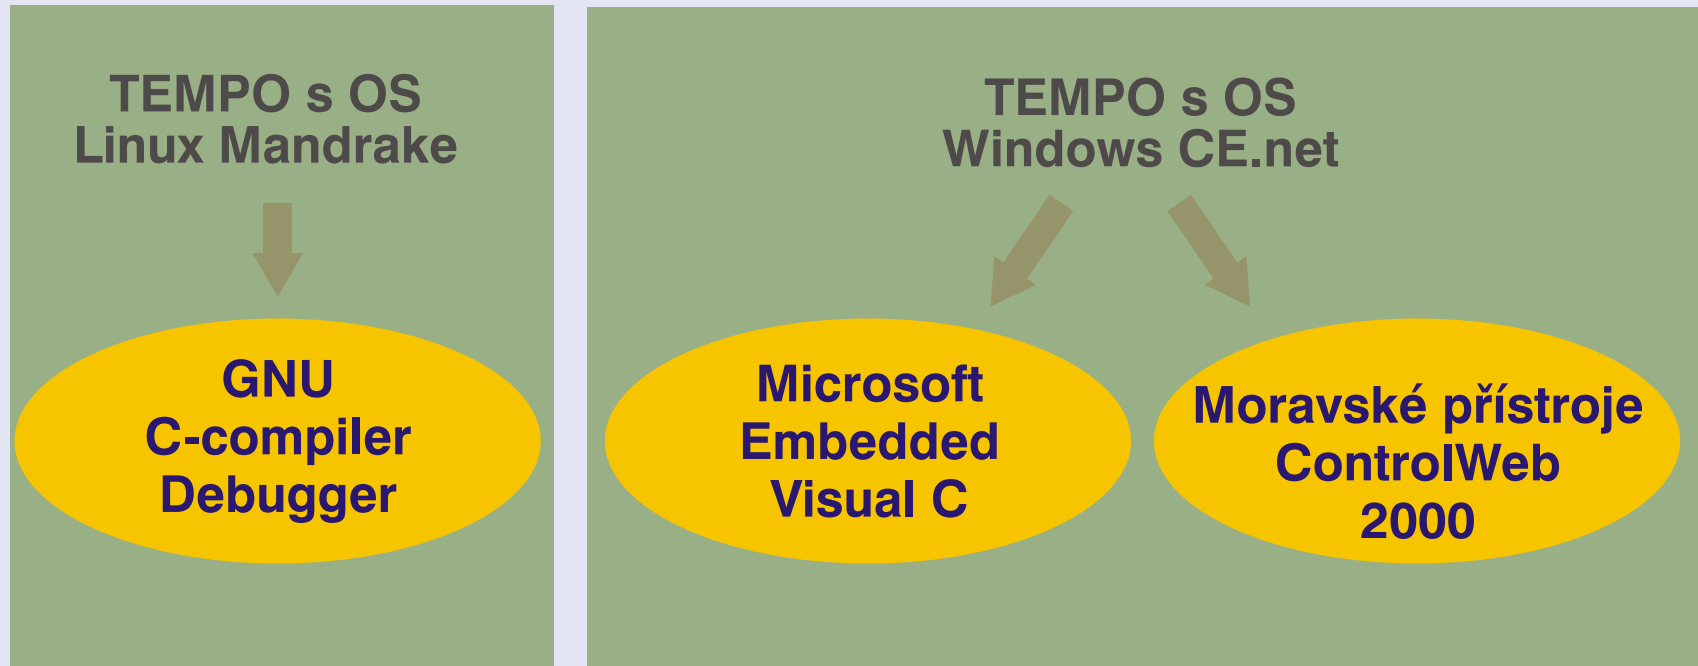 TEMPO s OS
Linux Mandrake
GNU
C-compiler
Debugger
TEMPO s OS
Windows CE.net
Microsoft
Embedded
Visual C
Moravské přístroje
ControlWeb
2000